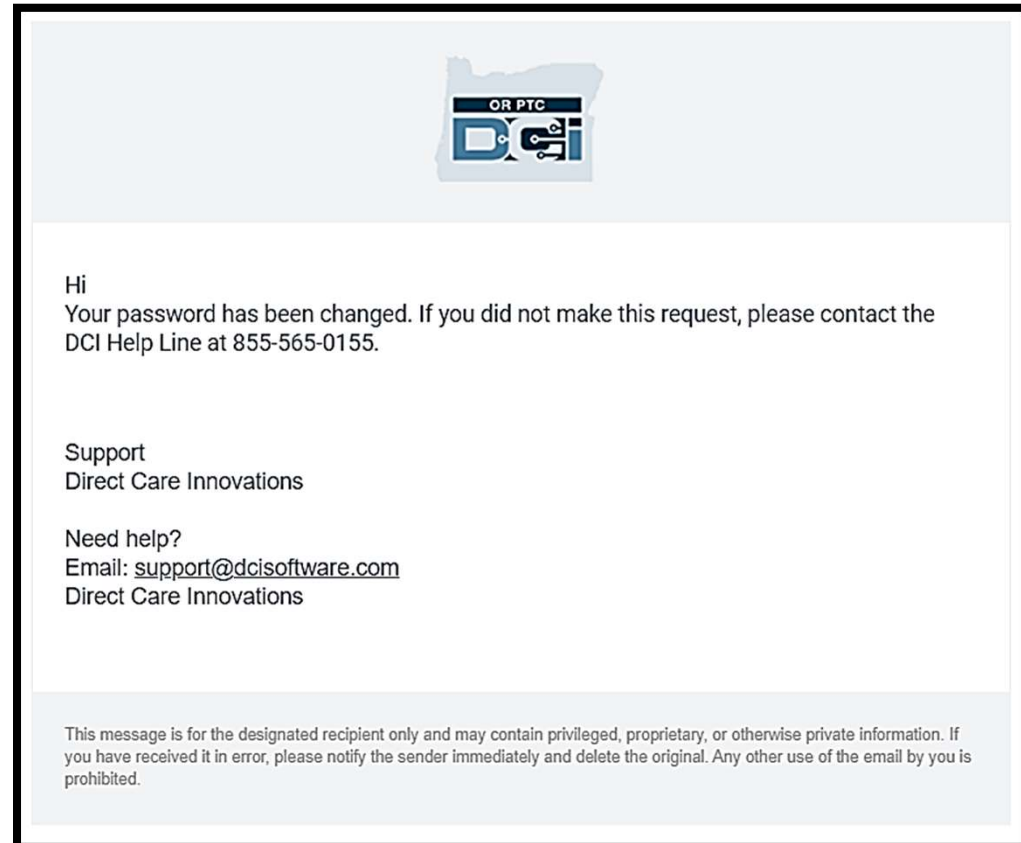 OR PTC
DCi
Hi
Your password has been changed. If you did not make this request, please contact the
DCI Help Line at 855-565-0155.
Support
Direct Care Innovations
Need help?
Email: support@dcisoftware.com
Direct Care Innovations
This message is for the designated recipient only and may contain privileged, proprietary, or otherwise private information. If
you have received it in error, please notify the sender immediately and delete the original. Any other use of the email by you is
prohibited.